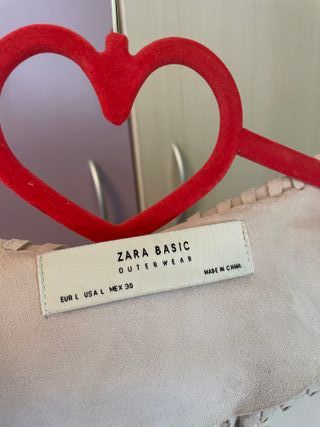 ZARA BASIC
OUTERWEAR
EUR L USA L MEX 30 MADE IN CHINA